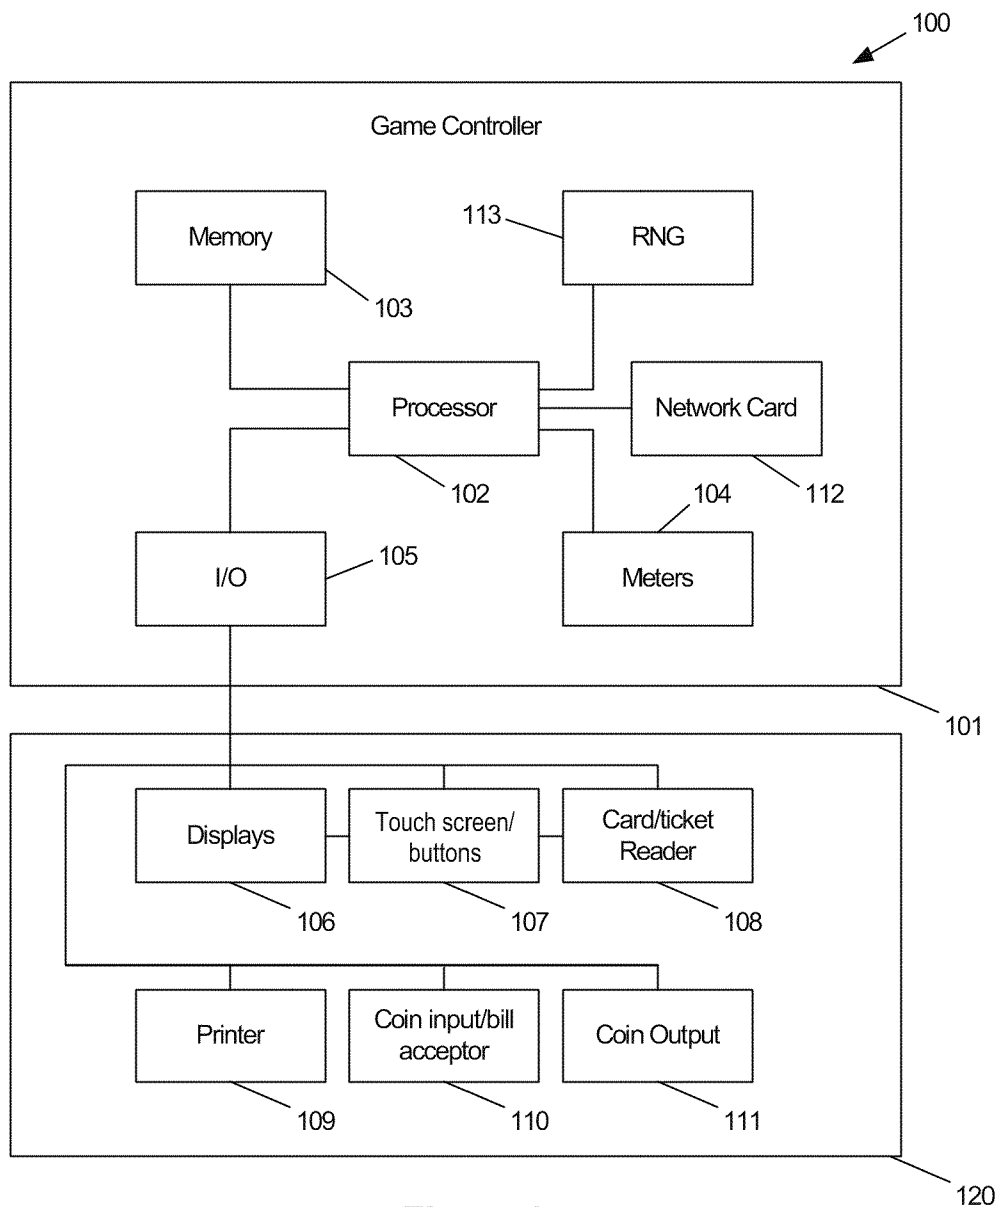 100
Game Controller
Memory
113
RNG
103
Processor
Network Card
102
104
112
I/O
105
Meters
101
Displays
Touch screen/
buttons
Card/ticket
Reader
106
107
108
Printer
Coin input/bill
acceptor
Coin Output
109
110
111
120